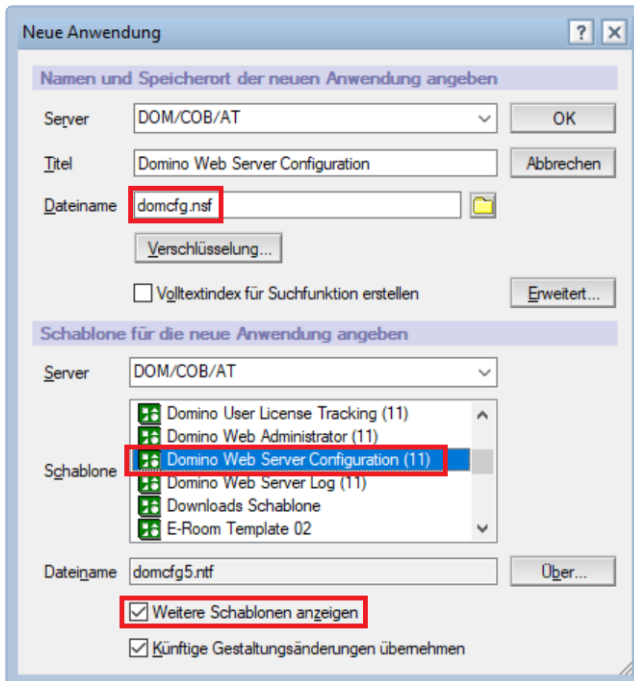 Neue Anwendung
?
Namen und Speicherort der neuen Anwendung angeben
Server DOM/COB/AT OK
Titel Domino Web Server Configuration Abbrechen
Dateiname domcfg.nsf
Verschlüsselung...
Volltextindex für Suchfunktion erstellen Erweitert...
Schablone für die neue Anwendung angeben
Server DOM/COB/AT
Domino User License Tracking (11)
Domino Web Administrator (11)
Schablone Domino Web Server Configuration (11)
Domino Web Server Log (11)
Downloads Schablone
E-Room Template 02
Dateiname domcfg5.ntf Über...
Weitere Schablonen anzeigen
Künftige Gestaltungsänderungen übernehmen